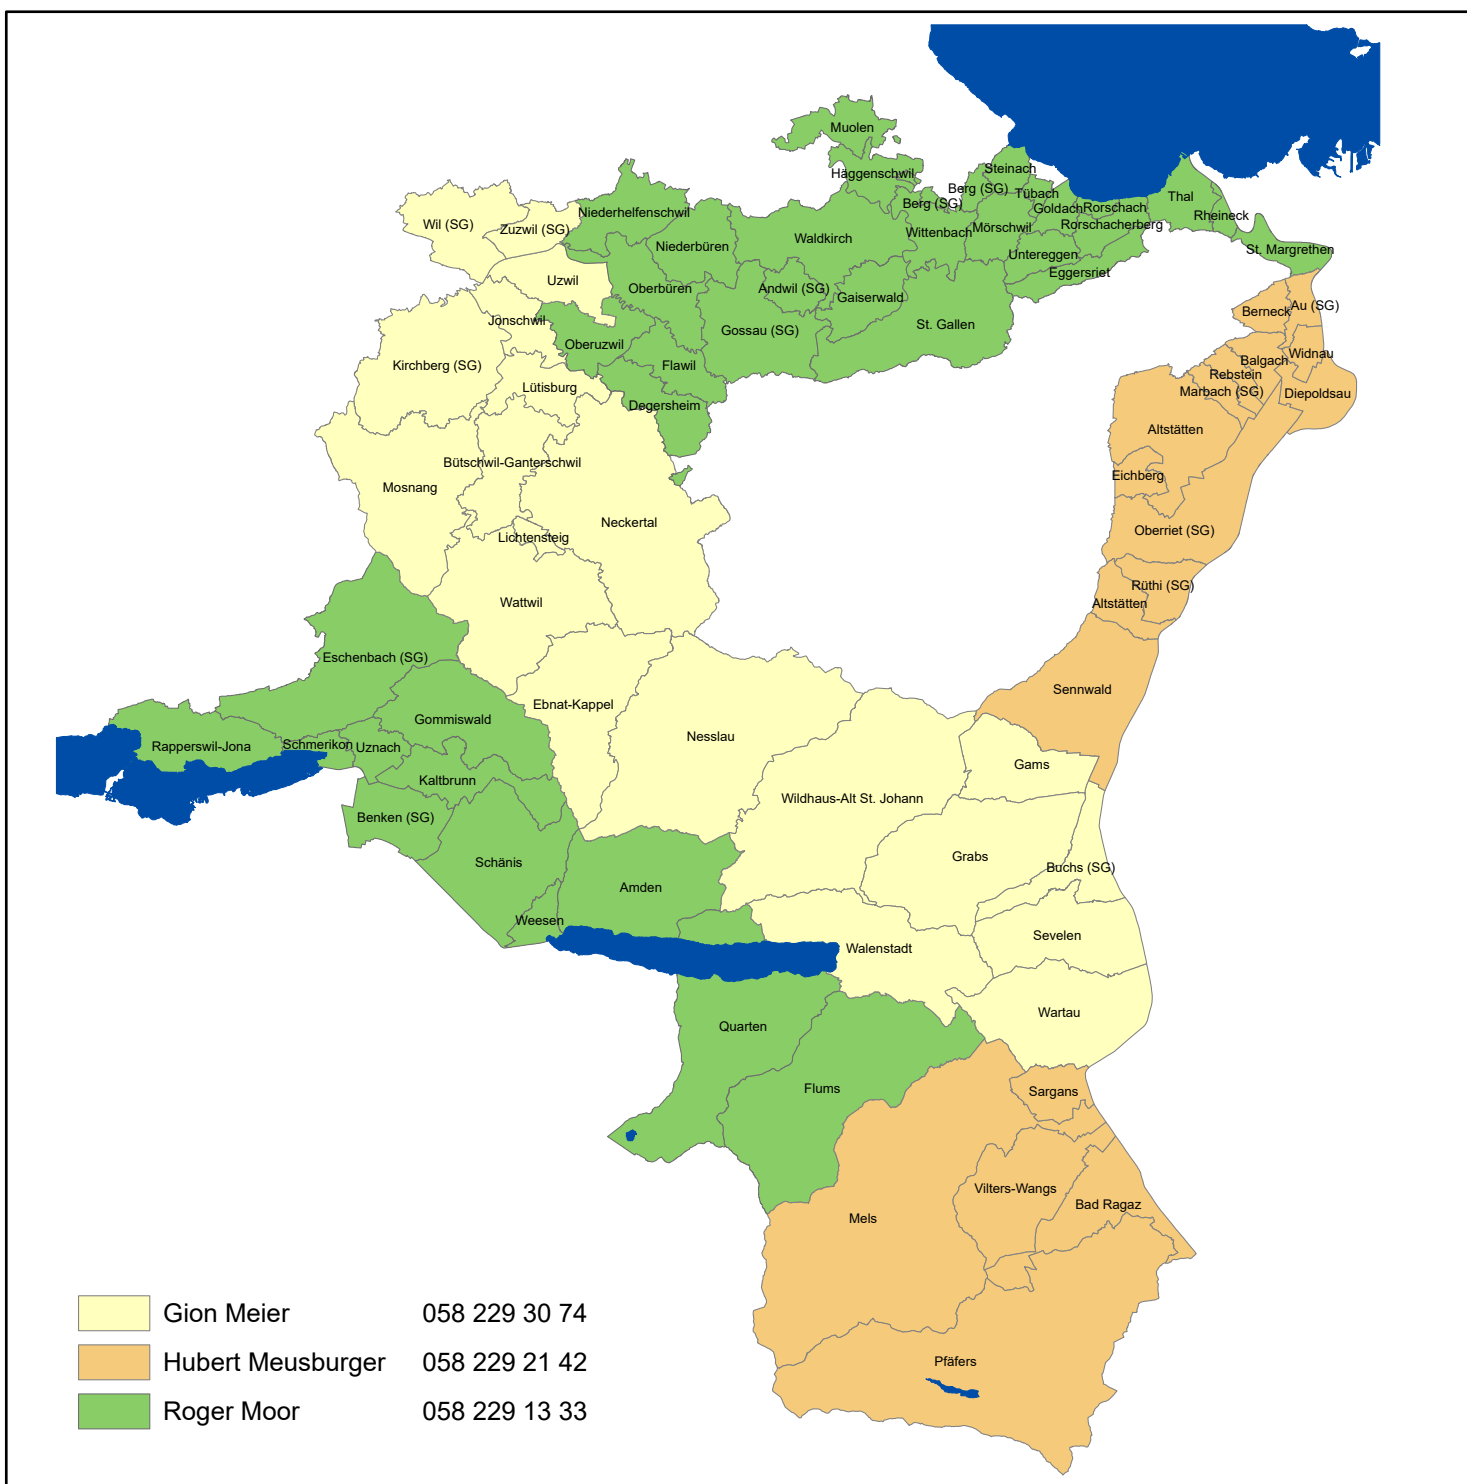 Muolen
Häggenschwil
Steinach
Berg (SG)
Tübach
Berg (SG)
Goldach
Rorschach
Thal
Rheineck
Wil (SG)
Zuzwil (SG)
Niederhelfenschwil
Niederbüren
Waldkirch
Wittenbach
Mörschwil
Rorschacherberg
Untereggen
St. Margrethen
Eggersriet
Uzwil
Oberbüren
Andwil (SG)
Gaiserwald
Jonschwil
Oberuzwil
Gossau (SG)
St. Gallen
Berneck
Au (SG)
Kirchberg (SG)
Flawil
Balgach
Widnau
Rebstein
Lütisburg
Marbach (SG)
Diepoldsau
Degersheim
Altstätten
Bütschwil-Ganterschwil
Mosnang
Eichberg
Neckertal
Lichtensteig
Oberriet (SG)
Wattwil
Altstätten
Rüthi (SG)
Eschenbach (SG)
Sennwald
Ebnat-Kappel
Gommiswald
Nesslau
Rapperswil-Jona
Schmerikon
Uznach
Gams
Kaltbrunn
Wildhaus-Alt St. Johann
Benken (SG)
Schänis
Grabs
Buchs (SG)
Amden
Weesen
Walenstadt
Sevelen
Quarten
Wartau
Flums
Sargans
Vilters-Wangs
Bad Ragaz
Mels
Pfäfers
Gion Meier 058 229 30 74
Hubert Meusburger 058 229 21 42
Roger Moor 058 229 13 33